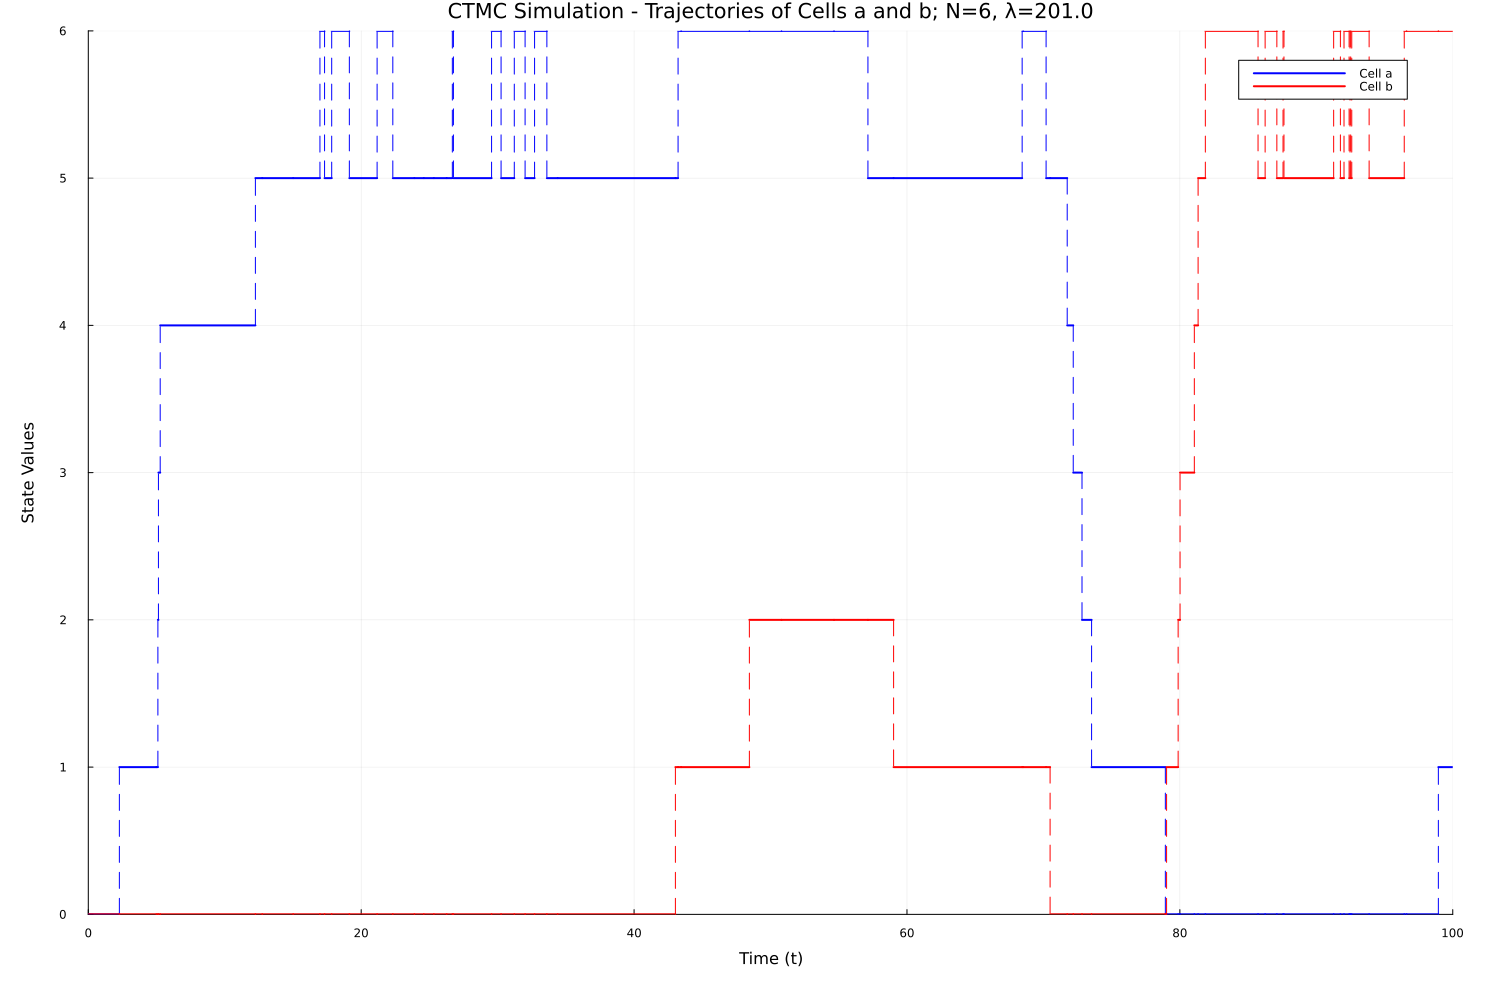 CTMC Simulation - Trajectories of Cells a and b; N=6, λ=201.0
6
Cell a
Cell b
5
4
3
State Values
2
1
0
0 20 40 60 80 100
Time (t)